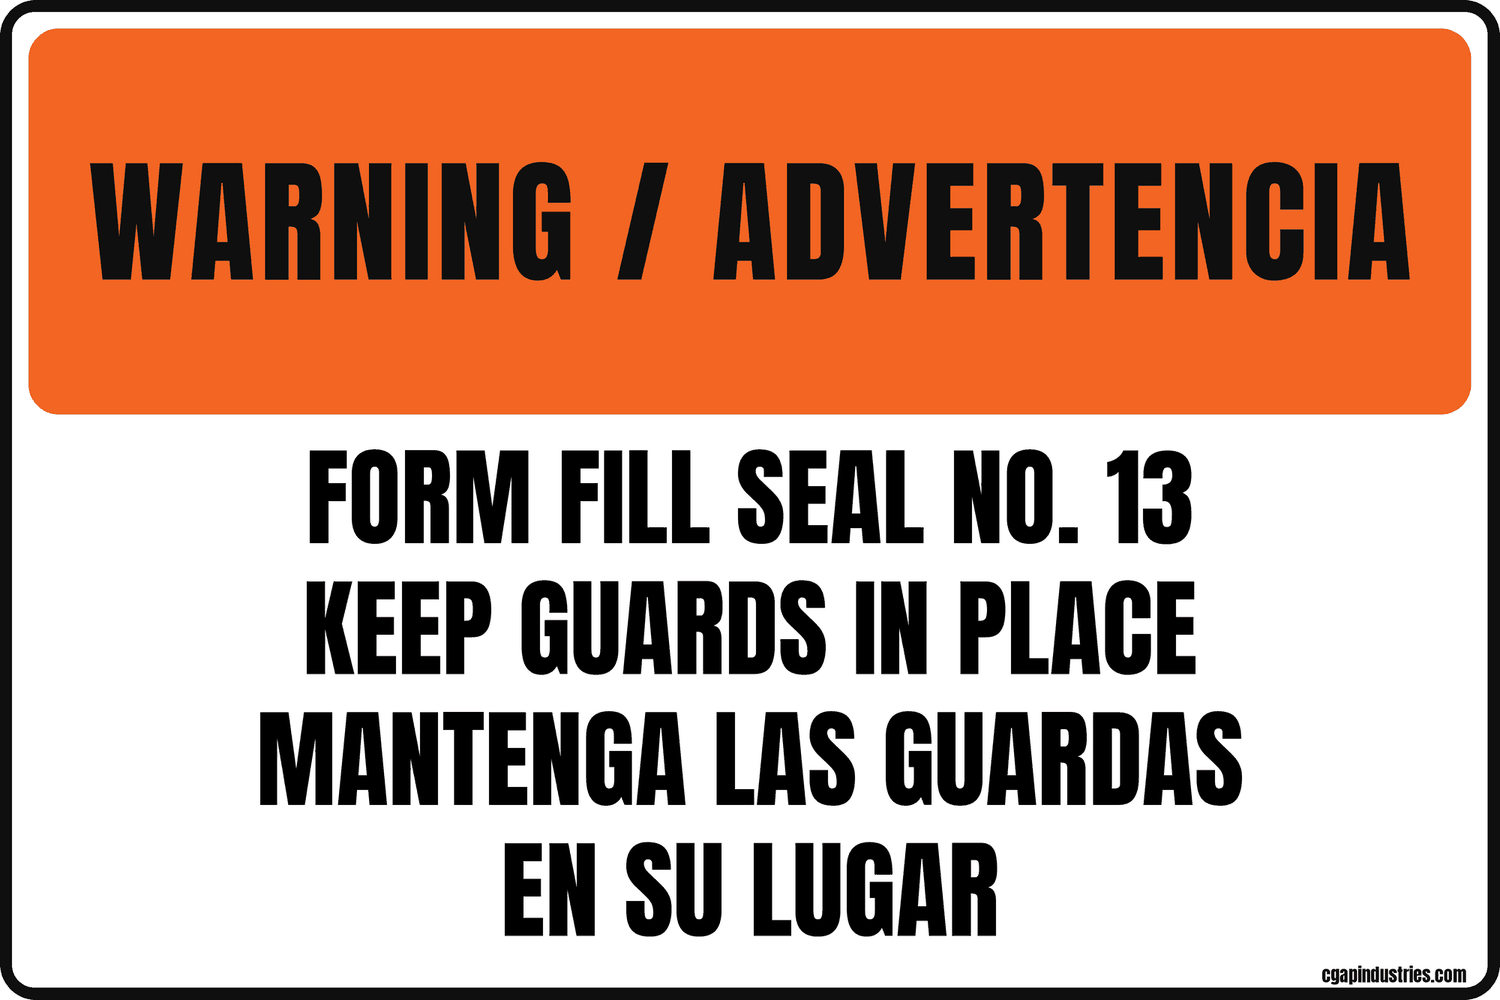 WARNING / ADVERTENCIA
FORM FILL SEAL NO. 13
KEEP GUARDS IN PLACE
MANTENGA LAS GUARDAS
EN SU LUGAR
cgapindustries.com